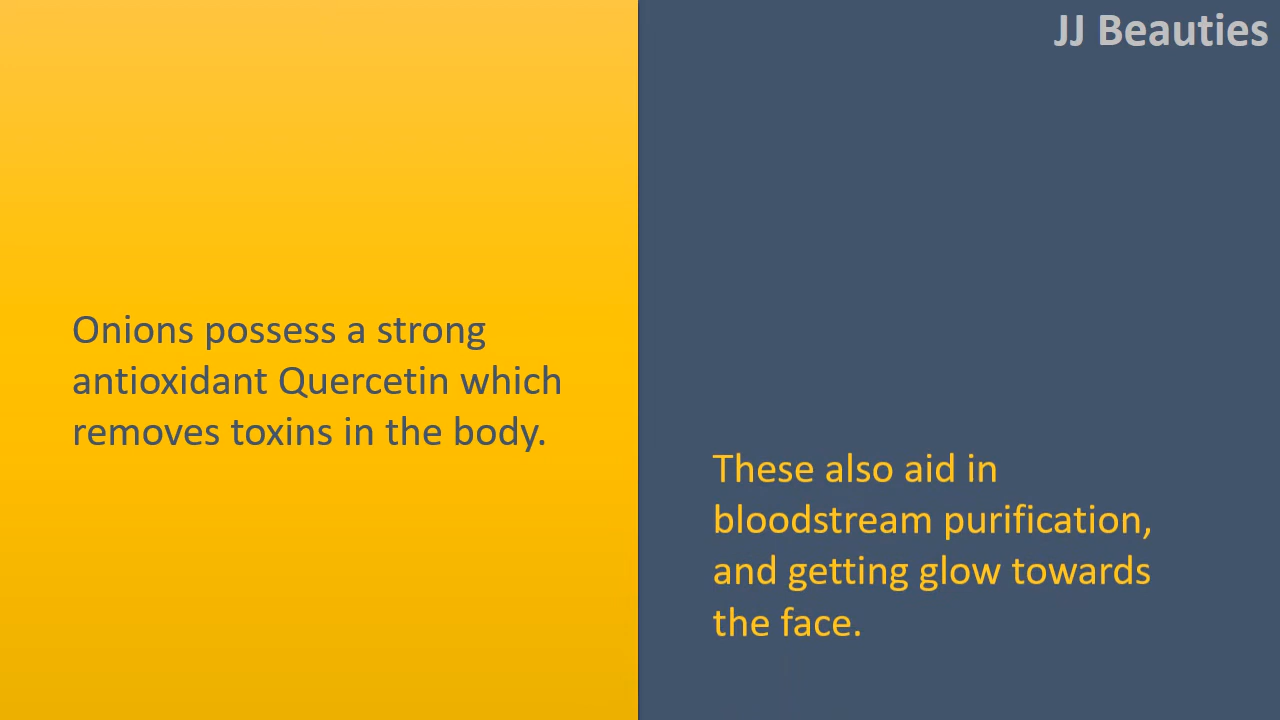 JJ Beauties
Onions possess a strong
antioxidant Quercetin which
removes toxins in the body.
These also aid in
bloodstream purification,
and getting glow towards
the face.